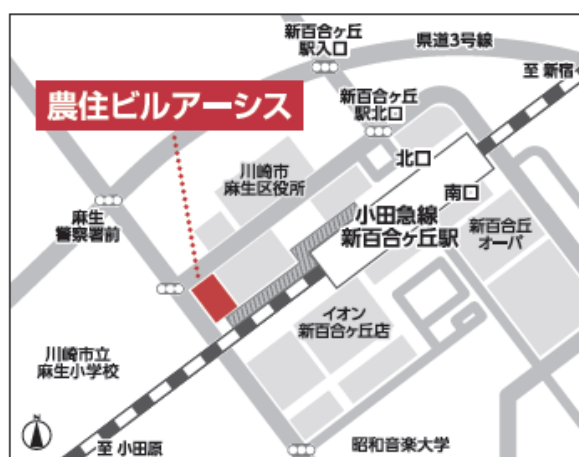 新百合ヶ丘
駅入口
県道3号線
至 新宿
農住ビルアーシス
新百合ヶ丘
駅北口
北口
川崎市
麻生区役所
南口
麻生
警察署前
小田急線
新百合ヶ丘駅
新百合丘
オーパ
イオン
新百合ヶ丘店
川崎市立
麻生小学校
N
至 小田原
昭和音楽大学